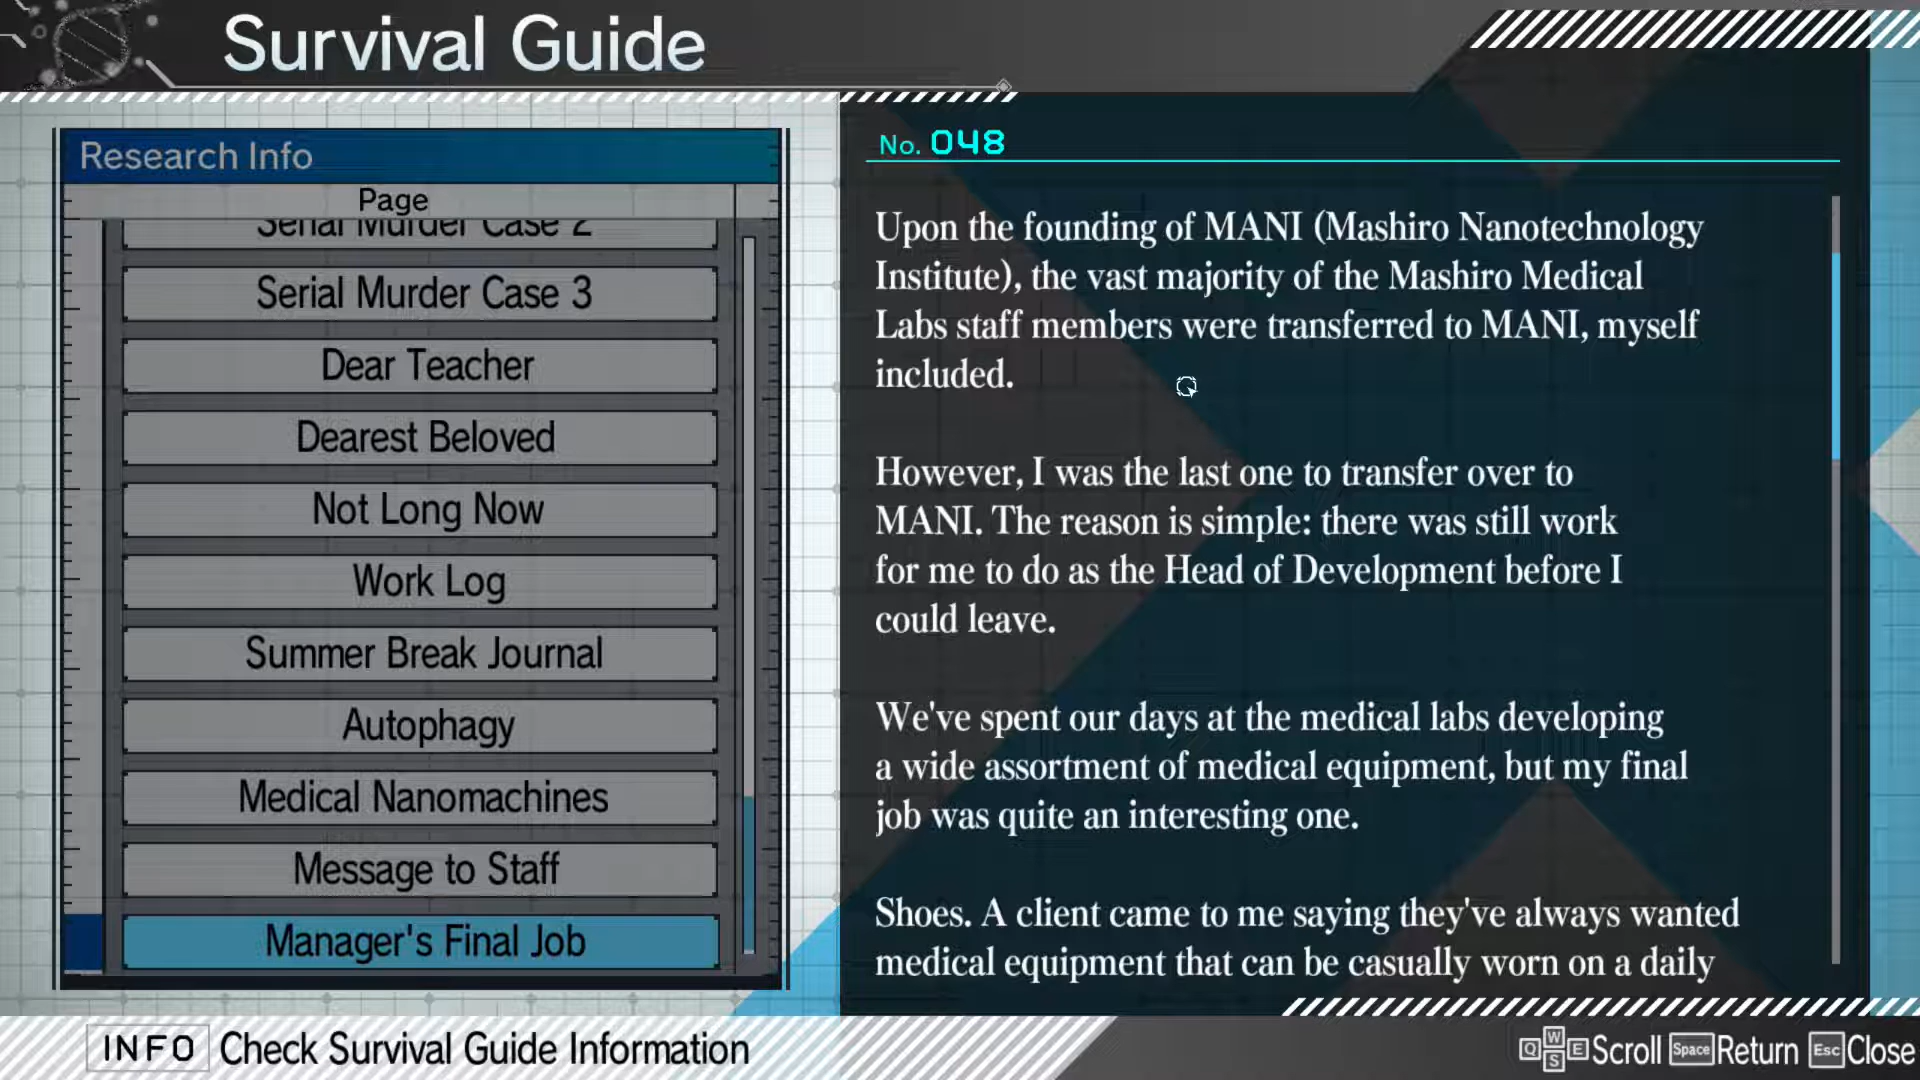 Survival Guide
Research Info
Page
Serial Murder Case 2
Serial Murder Case 3
Dear Teacher
Dearest Beloved
Not Long Now
Work Log
Summer Break Journal
Autophagy
Medical Nanomachines
Message to Staff
Manager's Final Job
No. 048
Upon the founding of MANI (Mashiro Nanotechnology
Institute), the vast majority of the Mashiro Medical
Labs staff members were transferred to MANI, myself
included.
However, I was the last one to transfer over to
MANI. The reason is simple: there was still work
for me to do as the Head of Development before I
could leave.
We've spent our days at the medical labs developing
a wide assortment of medical equipment, but my final
job was quite an interesting one.
Shoes. A client came to me saying they've always wanted
medical equipment that can be casually worn on a daily
INFO Check Survival Guide Information
Q W S E Scroll Space Return Esc Close